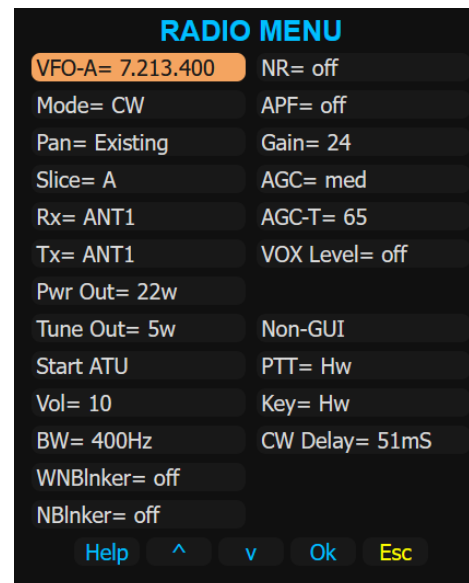 RADIO MENU
VFO-A= 7.213.400
Mode= CW
Pan= Existing
Slice= A
Rx= ANT1
Tx= ANT1
Pwr Out= 22w
Tune Out= 5w
Start ATU
Vol= 10
BW= 400Hz
WNBlnker= off
NBlnker= off
NR= off
APF= off
Gain= 24
AGC= med
AGC-T= 65
VOX Level= off
Non-GUI
PTT= Hw
Key= Hw
CW Delay= 51mS
Help ^ v Ok Esc